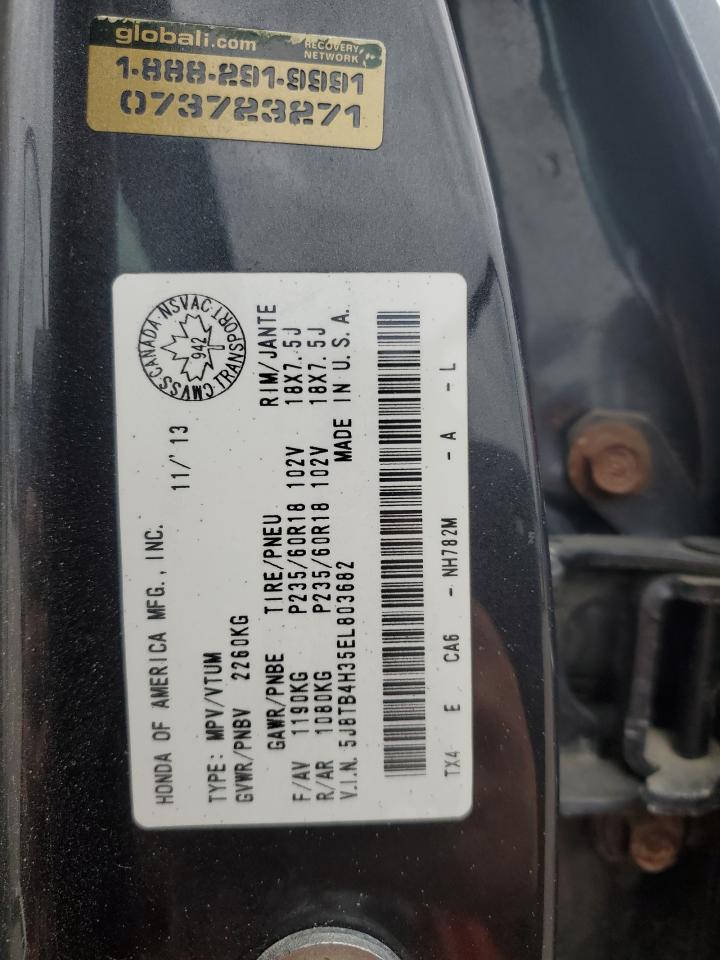 globali.com RECOVERY NETWORK
1-888-291-9991
073723271
HONDA OF AMERICA MFG., INC. 11/'13
CMVSS CANADA NSVAC TRANSPORT
942
TYPE: MPV/VTUM
GVWR/PNBV 2260KG
GAWR/PNBE TIRE/PNEU RIM/JANTE
F/AV 1190KG P235/60R18 102V 18X7.5J
R/AR 1080KG P235/60R18 102V 18X7.5J
V.I.N. 5J8TB4H35EL803682 MADE IN U.S.A.
TX4 E CA6 - NH782M - A - L